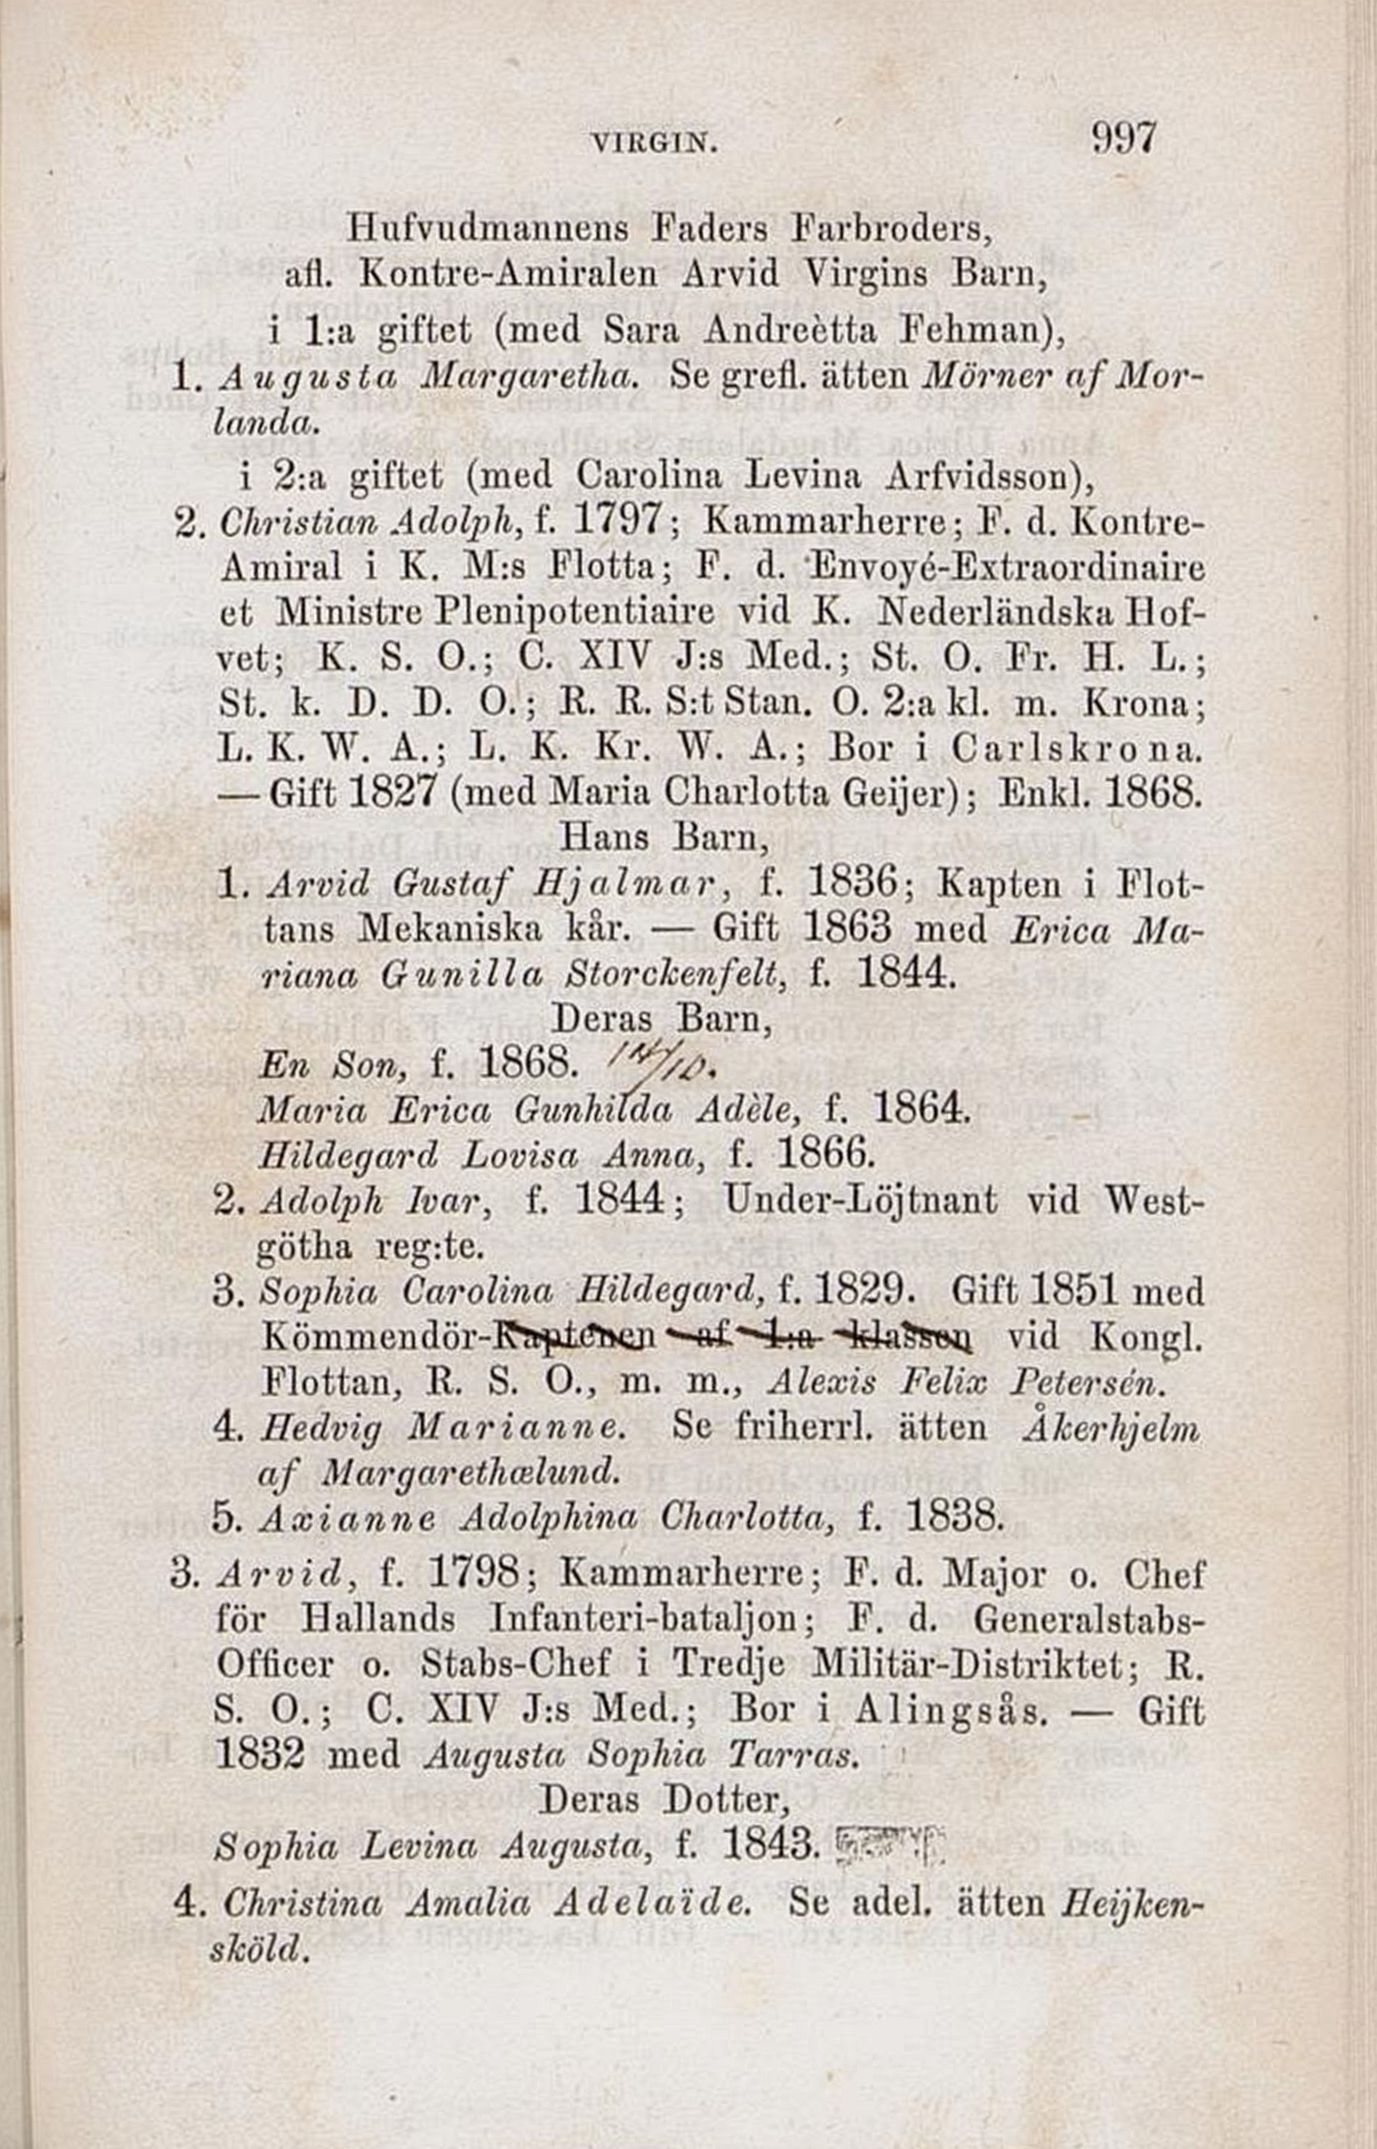 VIRGIN. 997
Hufvudmannens Faders Farbroders,
afl. Kontre-Amiralen Arvid Virgins Barn,
i 1:a giftet (med Sara Andreètta Fehman),
1. Augusta Margaretha. Se grefl. ätten Mörner af Mor-
landa.
i 2:a giftet (med Carolina Levina Arfvidsson),
2. Christian Adolph, f. 1797; Kammarherre; F. d. Kontre-
Amiral i K. M:s Flotta; F. d. Envoyé-Extraordinaire
et Ministre Plenipotentiaire vid K. Nederländska Hof-
vet; K. S. O.; C. XIV J:s Med.; St. O. Fr. H. L.;
St. k. D. D. O.; R. R. S:t Stan. O. 2:a kl. m. Krona;
L. K. W. A.; L. K. Kr. W. A.; Bor i Carlskrona.
— Gift 1827 (med Maria Charlotta Geijer); Enkl. 1868.
Hans Barn,
1. Arvid Gustaf Hjalmar, f. 1836; Kapten i Flot-
tans Mekaniska kår. — Gift 1863 med Erica Ma-
riana Gunilla Storckenfelt, f. 1844.
Deras Barn,
En Son, f. 1868. 14/10.
Maria Erica Gunhilda Adèle, f. 1864.
Hildegard Lovisa Anna, f. 1866.
2. Adolph Ivar, f. 1844; Under-Löjtnant vid West-
götha reg:te.
3. Sophia Carolina Hildegard, f. 1829. Gift 1851 med
Kömmendör-Kaptenen af 1:a klassen vid Kongl.
Flottan, R. S. O., m. m., Alexis Felix Petersén.
4. Hedvig Marianne. Se friherrl. ätten Åkerhjelm
af Margarethælund.
5. Axianne Adolphina Charlotta, f. 1838.
3. Arvid, f. 1798; Kammarherre; F. d. Major o. Chef
för Hallands Infanteri-bataljon; F. d. Generalstabs-
Officer o. Stabs-Chef i Tredje Militär-Distriktet; R.
S. O.; C. XIV J:s Med.; Bor i Alingsås. — Gift
1832 med Augusta Sophia Tarras.
Deras Dotter,
Sophia Levina Augusta, f. 1843.
4. Christina Amalia Adelaïde. Se adel. ätten Heijken-
sköld.